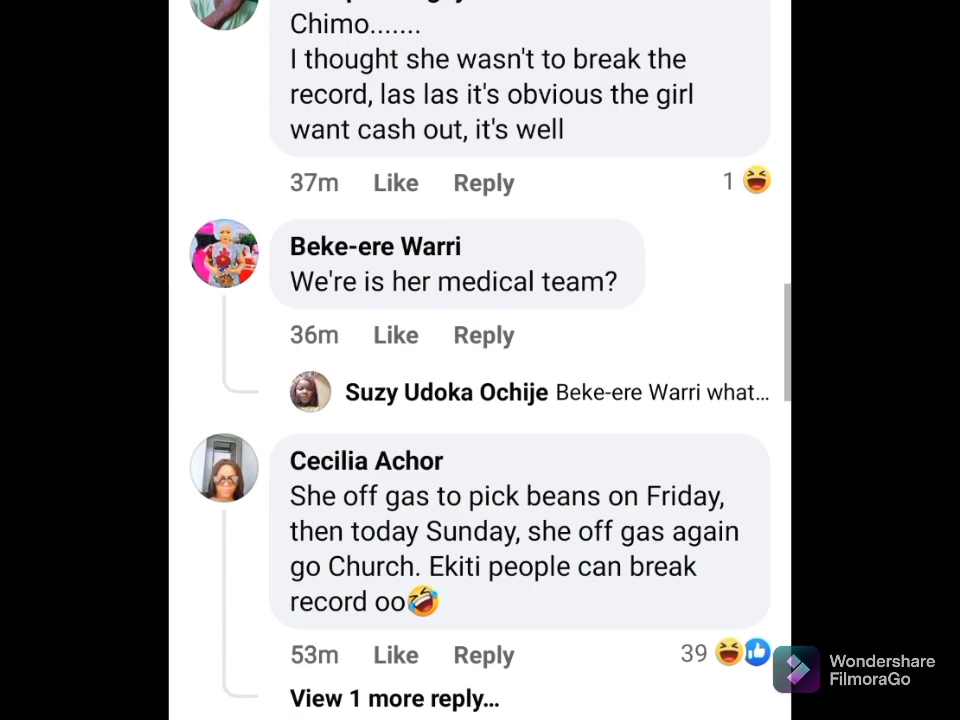 Chimo.......
I thought she wasn't to break the
record, las las it's obvious the girl
want cash out, it's well
37m Like Reply 1
Beke-ere Warri
We're is her medical team?
36m Like Reply
Suzy Udoka Ochije Beke-ere Warri what...
Cecilia Achor
She off gas to pick beans on Friday,
then today Sunday, she off gas again
go Church. Ekiti people can break
record oo🤣
53m Like Reply 39
View 1 more reply...
Wondershare
FilmoraGo